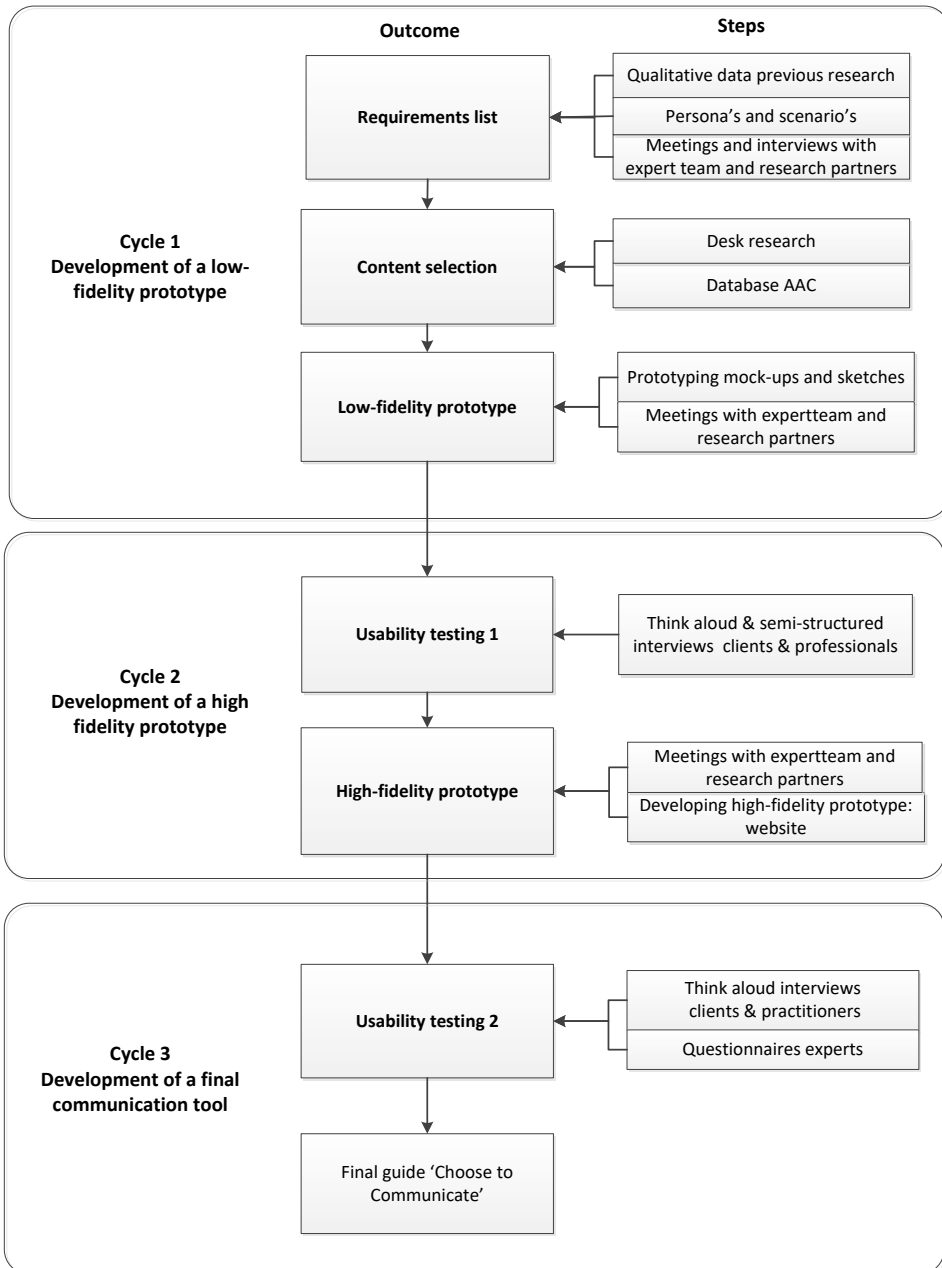 Outcome
Steps
Requirements list
Qualitative data previous research
Persona's and scenario's
Meetings and interviews with
expert team and research partners
Cycle 1
Development of a low-
fidelity prototype
Content selection
Desk research
Database AAC
Low-fidelity prototype
Prototyping mock-ups and sketches
Meetings with expertteam and
research partners
Cycle 2
Development of a high
fidelity prototype
Usability testing 1
Think aloud & semi-structured
interviews  clients & professionals
High-fidelity prototype
Meetings with expertteam and
research partners
Developing high-fidelity prototype:
website
Cycle 3
Development of a final
communication tool
Usability testing 2
Think aloud interviews
clients & practitioners
Questionnaires experts
Final guide 'Choose to
Communicate'